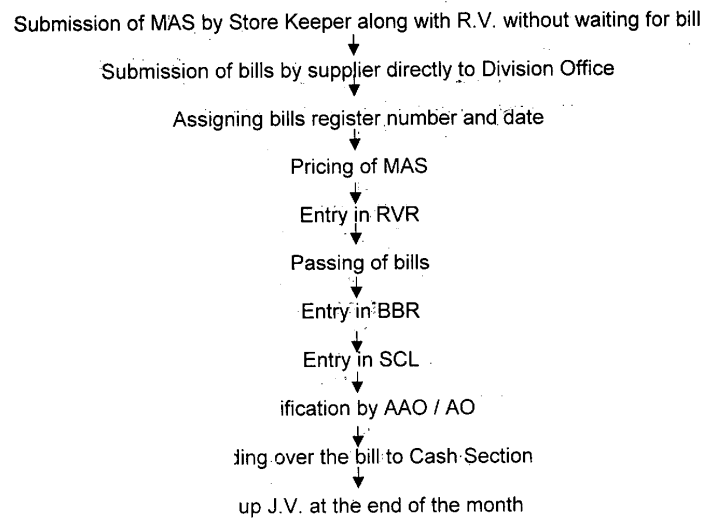 Submission of MAS by Store Keeper along with R.V. without waiting for bill
Submission of bills by supplier directly to Division Office
Assigning bills register number and date
Pricing of MAS
Entry in RVR
Passing of bills
Entry in BBR
Entry in SCL
ification by AAO / AO
ding over the bill to Cash Section
up J.V. at the end of the month